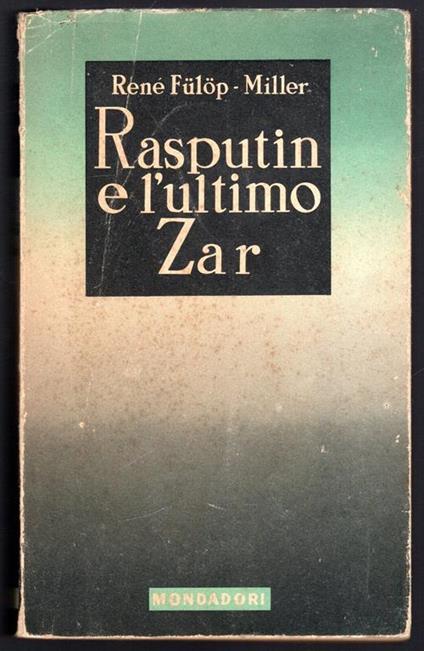 René Fülöp - Miller
Rasputin
e l'ultimo
Zar
MONDADORI